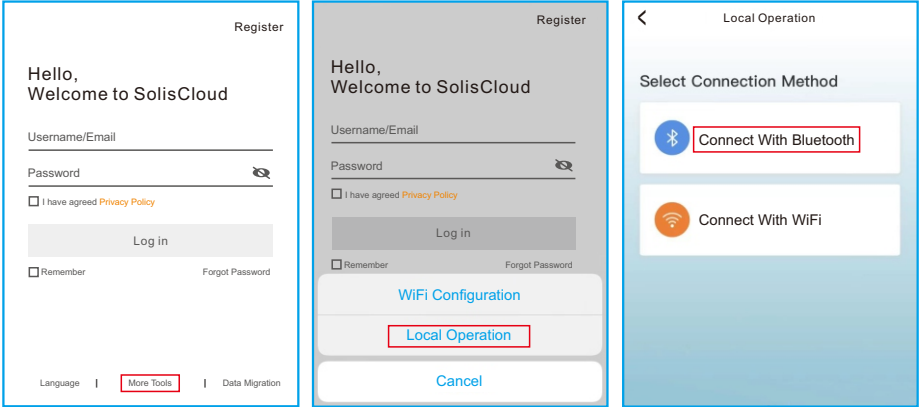 Register
Hello,
Welcome to SolisCloud
Username/Email
Password
I have agreed Privacy Policy
Log in
Remember Forgot Password
Language | More Tools | Data Migration
Register
Hello,
Welcome to SolisCloud
Username/Email
Password
I have agreed Privacy Policy
Log in
Remember Forgot Password
WiFi Configuration
Local Operation
Cancel
Local Operation
Select Connection Method
Connect With Bluetooth
Connect With WiFi